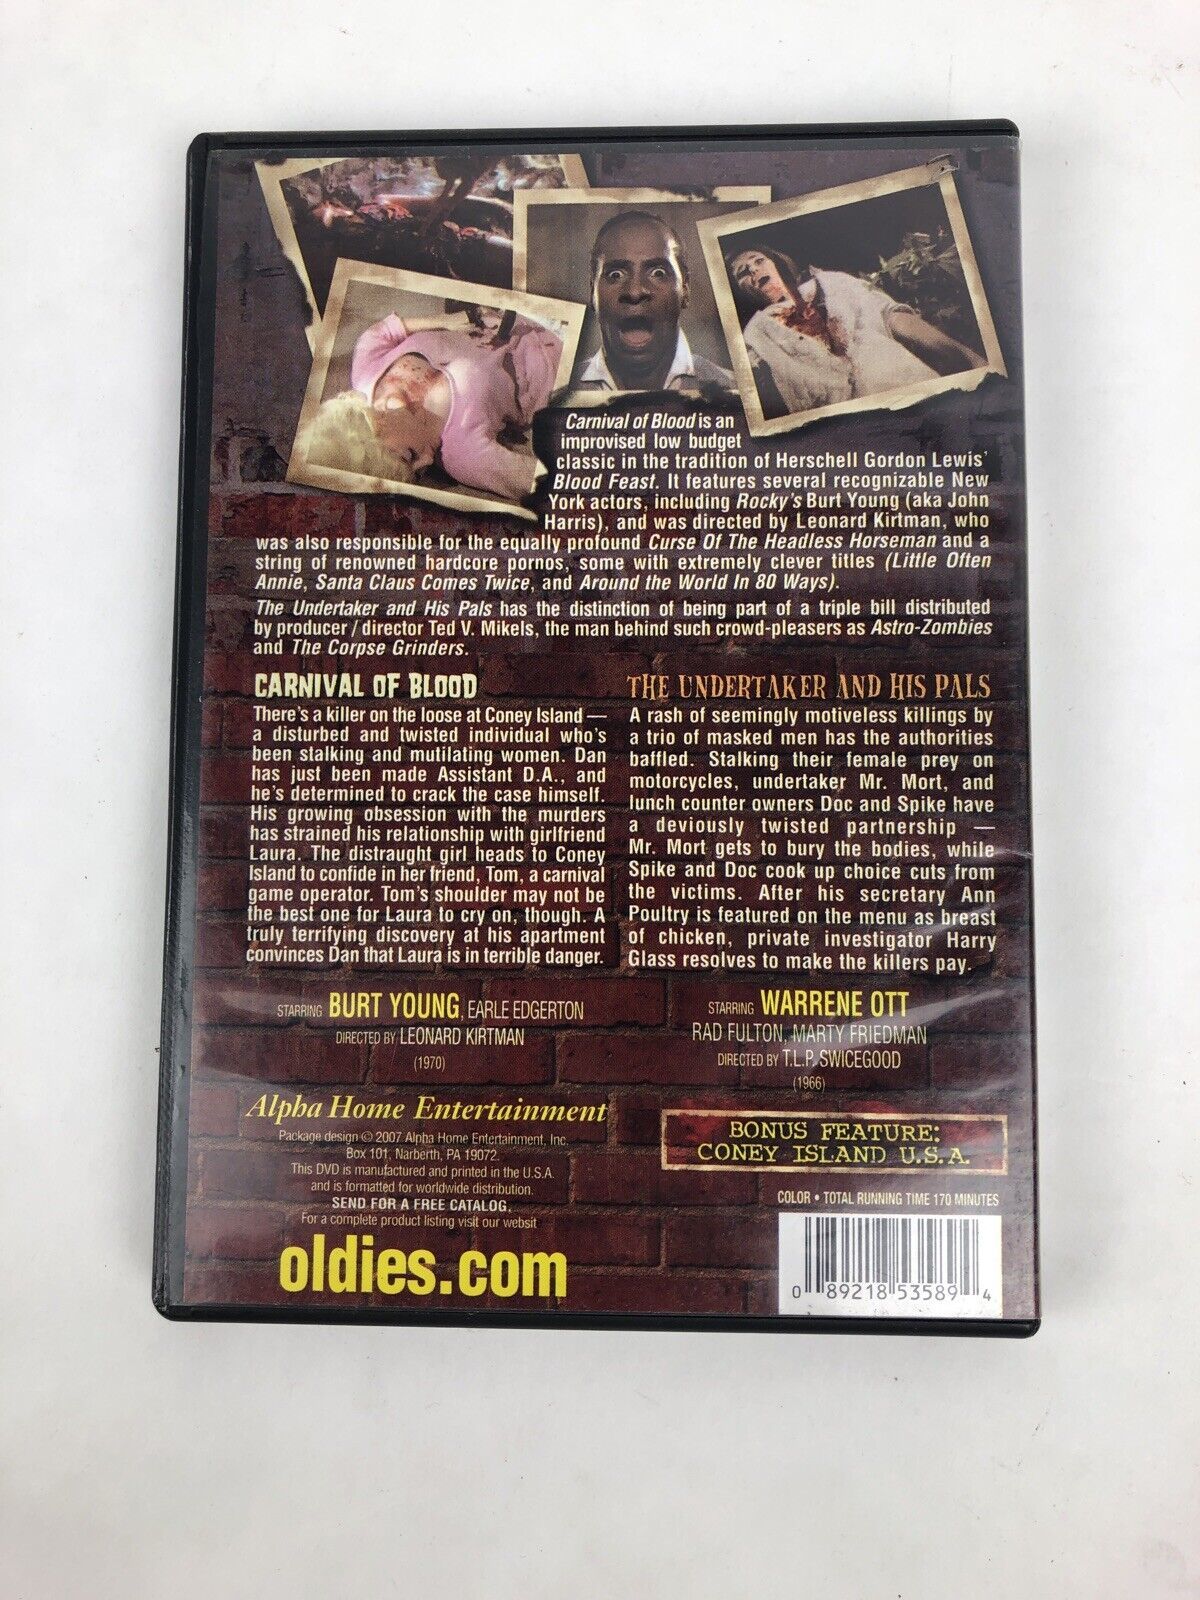 Carnival of Blood is an
improvised low budget
classic in the tradition of Herschell Gordon Lewis'
Blood Feast. It features several recognizable New
York actors, including Rocky's Burt Young (aka John
Harris), and was directed by Leonard Kirtman, who
was also responsible for the equally profound Curse Of The Headless Horseman and a
string of renowned hardcore pornos, some with extremely clever titles (Little Often
Annie, Santa Claus Comes Twice, and Around the World In 80 Ways).
The Undertaker and His Pals has the distinction of being part of a triple bill distributed
by producer/director Ted V. Mikels, the man behind such crowd-pleasers as Astro-Zombies
and The Corpse Grinders.
CARNIVAL OF BLOOD
There's a killer on the loose at Coney Island —
a disturbed and twisted individual who's
been stalking and mutilating women. Dan
has just been made Assistant D.A., and
he's determined to crack the case himself.
His growing obsession with the murders
has strained his relationship with girlfriend
Laura. The distraught girl heads to Coney
Island to confide in her friend, Tom, a carnival
game operator. Tom's shoulder may not be
the best one for Laura to cry on, though. A
truly terrifying discovery at his apartment
convinces Dan that Laura is in terrible danger.
STARRING BURT YOUNG, EARLE EDGERTON
DIRECTED BY LEONARD KIRTMAN
(1970)
THE UNDERTAKER AND HIS PALS
A rash of seemingly motiveless killings by
a trio of masked men has the authorities
baffled. Stalking their female prey on
motorcycles, undertaker Mr. Mort, and
lunch counter owners Doc and Spike have
a deviously twisted partnership —
Mr. Mort gets to bury the bodies, while
Spike and Doc cook up choice cuts from
the victims. After his secretary Ann
Poultry is featured on the menu as breast
of chicken, private investigator Harry
Glass resolves to make the killers pay.
STARRING WARRENE OTT
RAD FULTON, MARTY FRIEDMAN
DIRECTED BY T.L.P. SWICEGOOD
(1966)
Alpha Home Entertainment
Package design © 2007 Alpha Home Entertainment, Inc.
Box 101, Narberth, PA 19072.
This DVD is manufactured and printed in the U.S.A.
and is formatted for worldwide distribution.
SEND FOR A FREE CATALOG.
For a complete product listing visit our websit
oldies.com
BONUS FEATURE:
CONEY ISLAND U.S.A.
COLOR • TOTAL RUNNING TIME 170 MINUTES
0 89218 53589 4